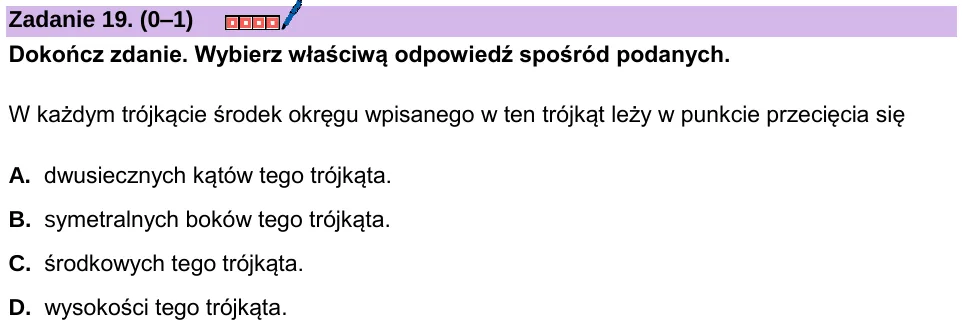 Zadanie 19. (0–1)
Dokończ zdanie. Wybierz właściwą odpowiedź spośród podanych.
W każdym trójkącie środek okręgu wpisanego w ten trójkąt leży w punkcie przecięcia się
A. dwusiecznych kątów tego trójkąta.
B. symetralnych boków tego trójkąta.
C. środkowych tego trójkąta.
D. wysokości tego trójkąta.